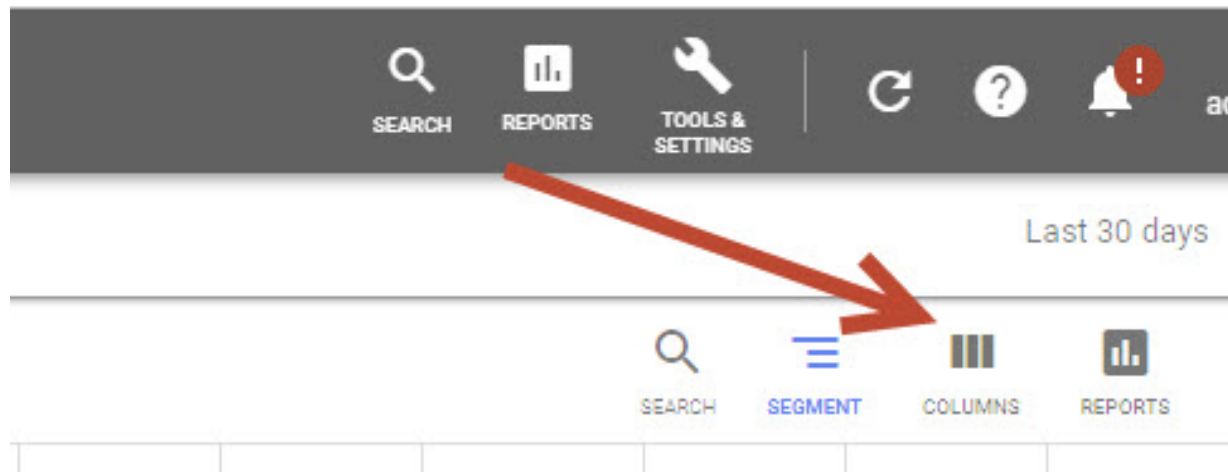 SEARCH
REPORTS
TOOLS &
SETTINGS
Last 30 days
SEARCH
SEGMENT
COLUMNS
REPORTS